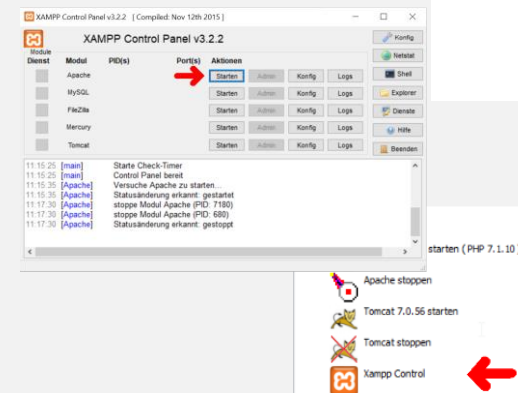 XAMPP Control Panel v3.2.2 [ Compiled: Nov 12th 2015 ]
XAMPP Control Panel v3.2.2
Konfig
Netstat
Shell
Explorer
Dienste
Hilfe
Beenden
Module
Dienst Modul PID(s) Port(s) Aktionen
Apache Starten Admin Konfig Logs
MySQL Starten Admin Konfig Logs
FileZilla Starten Admin Konfig Logs
Mercury Starten Admin Konfig Logs
Tomcat Starten Admin Konfig Logs
11:15:25 [main] Starte Check-Timer
11:15:25 [main] Control Panel bereit
11:15:35 [Apache] Versuche Apache zu starten...
11:15:35 [Apache] Statusänderung erkannt: gestartet
11:17:30 [Apache] stoppe Modul Apache (PID: 7180)
11:17:30 [Apache] stoppe Modul Apache (PID: 680)
11:17:30 [Apache] Statusänderung erkannt: gestoppt
starten ( PHP 7.1.10 )
Apache stoppen
Tomcat 7.0.56 starten
Tomcat stoppen
Xampp Control